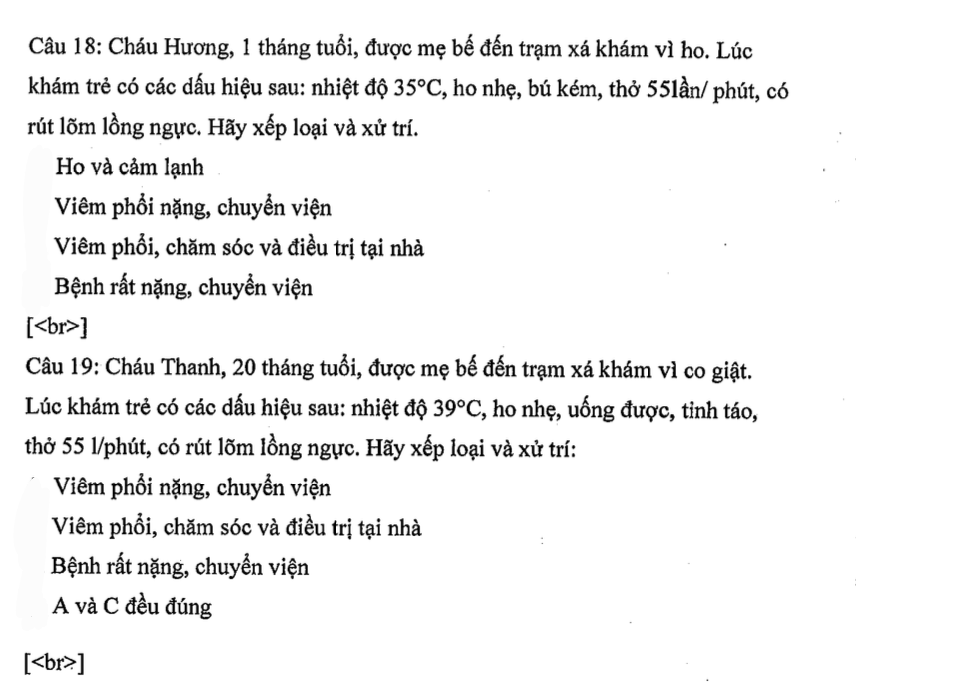 Câu 18: Cháu Hương, 1 tháng tuổi, được mẹ bế đến trạm xá khám vì ho. Lúc
khám trẻ có các dấu hiệu sau: nhiệt độ 35°C, ho nhẹ, bú kém, thở 55lần/ phút, có
rút lõm lồng ngực. Hãy xếp loại và xử trí.
Ho và cảm lạnh
Viêm phổi nặng, chuyển viện
Viêm phổi, chăm sóc và điều trị tại nhà
Bệnh rất nặng, chuyển viện
[<br>]
Câu 19: Cháu Thanh, 20 tháng tuổi, được mẹ bế đến trạm xá khám vì co giật.
Lúc khám trẻ có các dấu hiệu sau: nhiệt độ 39°C, ho nhẹ, uống được, tỉnh táo,
thở 55 l/phút, có rút lõm lồng ngực. Hãy xếp loại và xử trí:
Viêm phổi nặng, chuyển viện
Viêm phổi, chăm sóc và điều trị tại nhà
Bệnh rất nặng, chuyển viện
A và C đều đúng
[<br>]